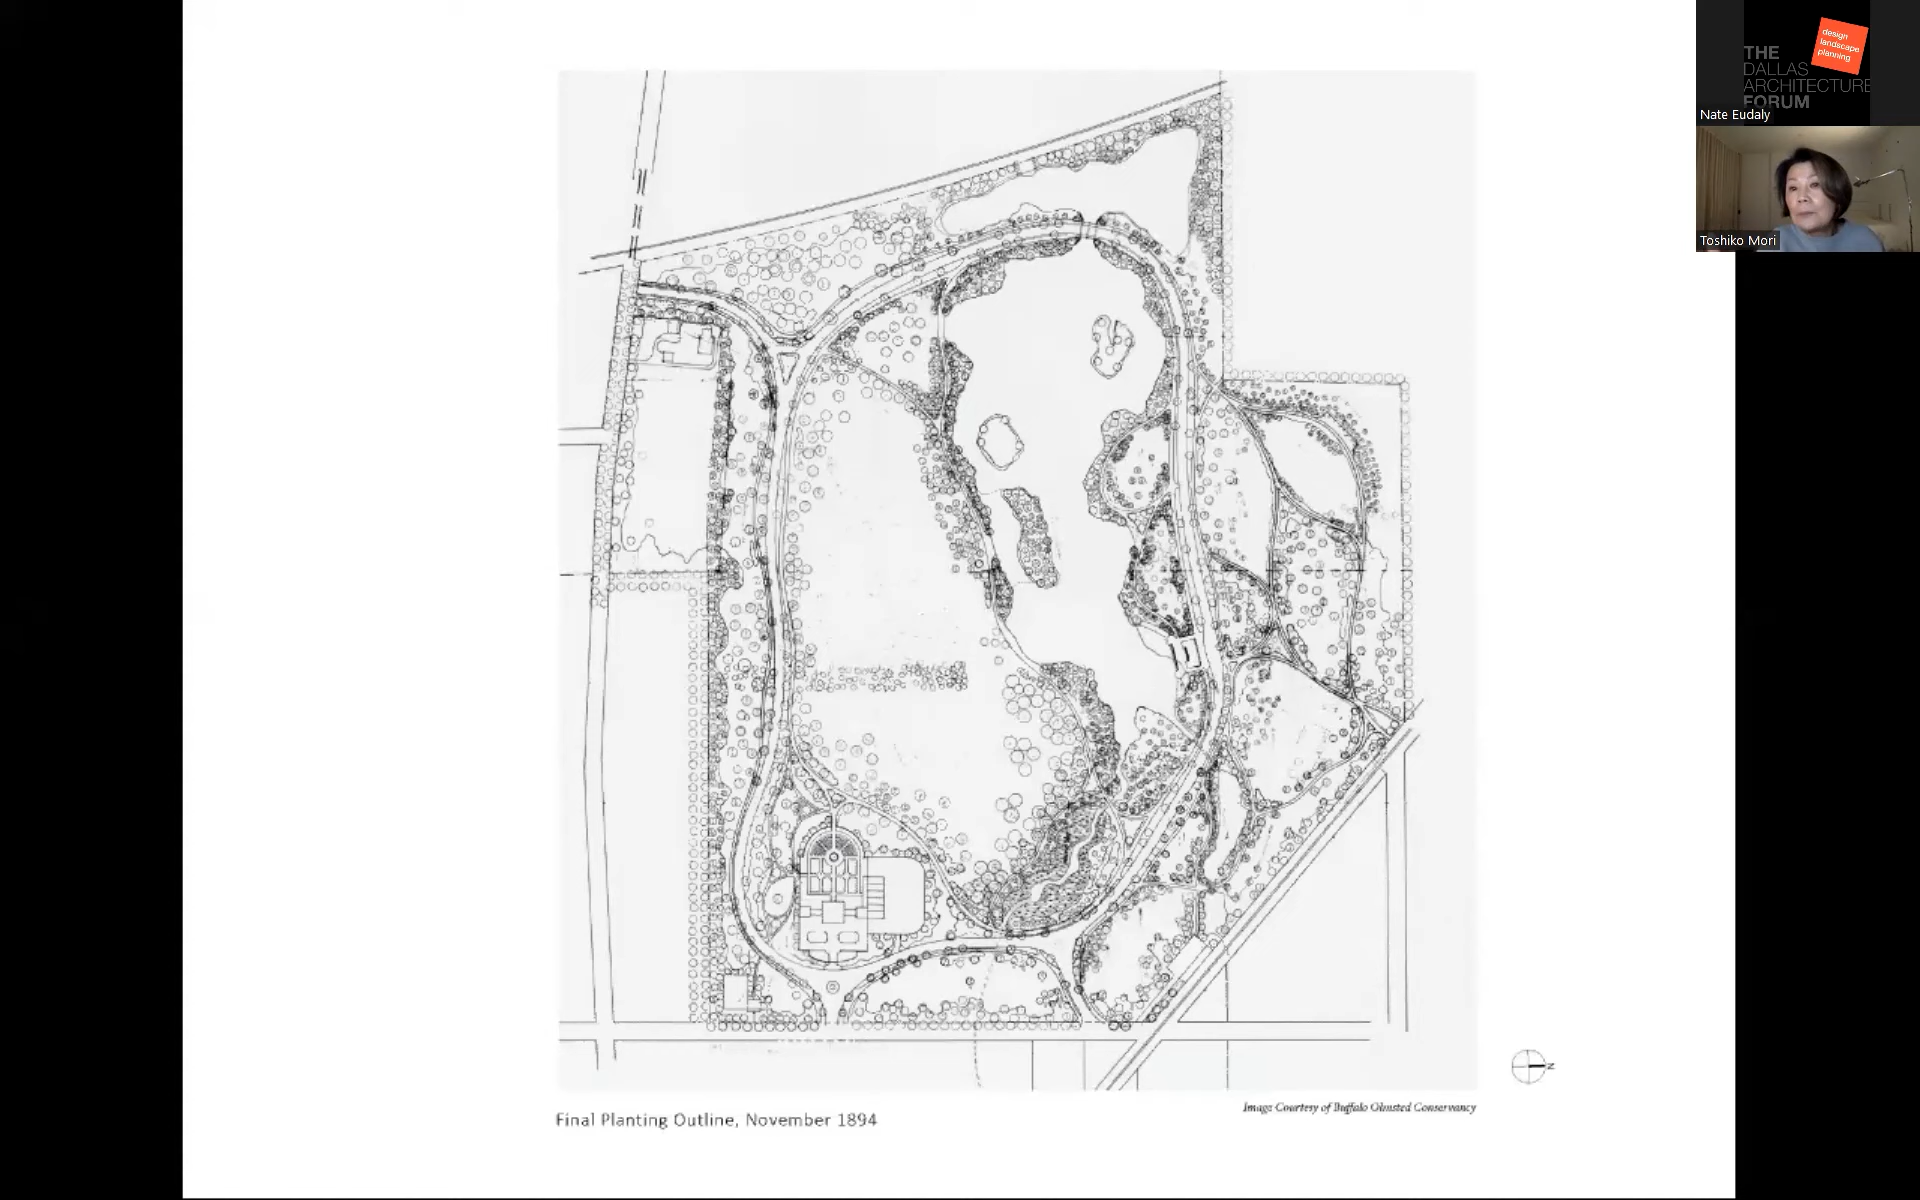 design
landscape
planning
THE
DALLAS
ARCHITECTURE
FORUM
Nate Eudaly
Toshiko Mori
N
Image Courtesy of Buffalo Olmsted Conservancy
Final Planting Outline, November 1894